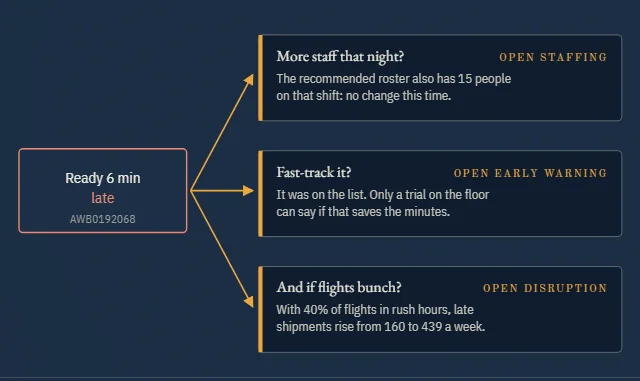 Ready 6 min
late
AWB0192068
More staff that night?
OPEN STAFFING
The recommended roster also has 15 people
on that shift: no change this time.
Fast-track it?
OPEN EARLY WARNING
It was on the list. Only a trial on the floor
can say if that saves the minutes.
And if flights bunch?
OPEN DISRUPTION
With 40% of flights in rush hours, late
shipments rise from 160 to 439 a week.